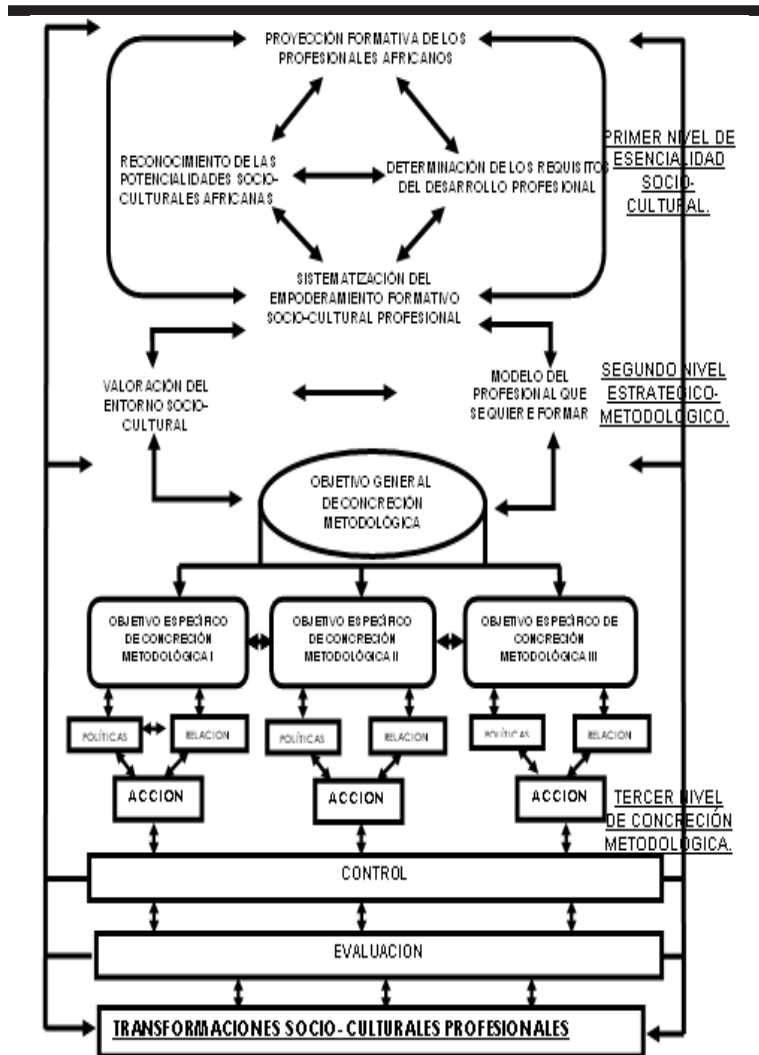 PROYECCIÓN FORMATIVA DE LOS
PROFESIONALES AFRICANOS
PRIMER NIVEL DE
ESENCIALIDAD
SOCIO-
CULTURAL.
RECONOCIMIENTO DE LAS
POTENCIALIDADES SOCIO-
CULTURALES AFRICANAS
DETERMINACIÓN DE LOS REQUISITOS
DEL DESARROLLO PROFESIONAL
SISTEMATIZACIÓN DEL
EMPODERAMIENTO FORMATIVO
SOCIO-CULTURAL PROFESIONAL
VALORACIÓN DEL
ENTORNO SOCIO-
CULTURAL
MODELO DEL
PROFESIONAL QUE
SE QUIERE FORMAR
SEGUNDO NIVEL
ESTRATÉGICO-
METODOLÓGICO.
OBJETIVO GENERAL
DE CONCRECIÓN
METODOLÓGICA
OBJETIVO ESPECÍFICO
DE CONCRECIÓN
METODOLÓGICA I
OBJETIVO ESPECÍFICO
DE CONCRECIÓN
METODOLÓGICA II
OBJETIVO ESPECÍFICO DE
CONCRECIÓN
METODOLÓGICA III
POLÍTICAS
RELACIÓN
POLÍTICAS
RELACIÓN
POLÍTICAS
RELACIÓN
ACCION
ACCION
ACCION
TERCER NIVEL
DE CONCRECIÓN
METODOLÓGICA.
CONTROL
EVALUACION
TRANSFORMACIONES SOCIO- CULTURALES PROFESIONALES